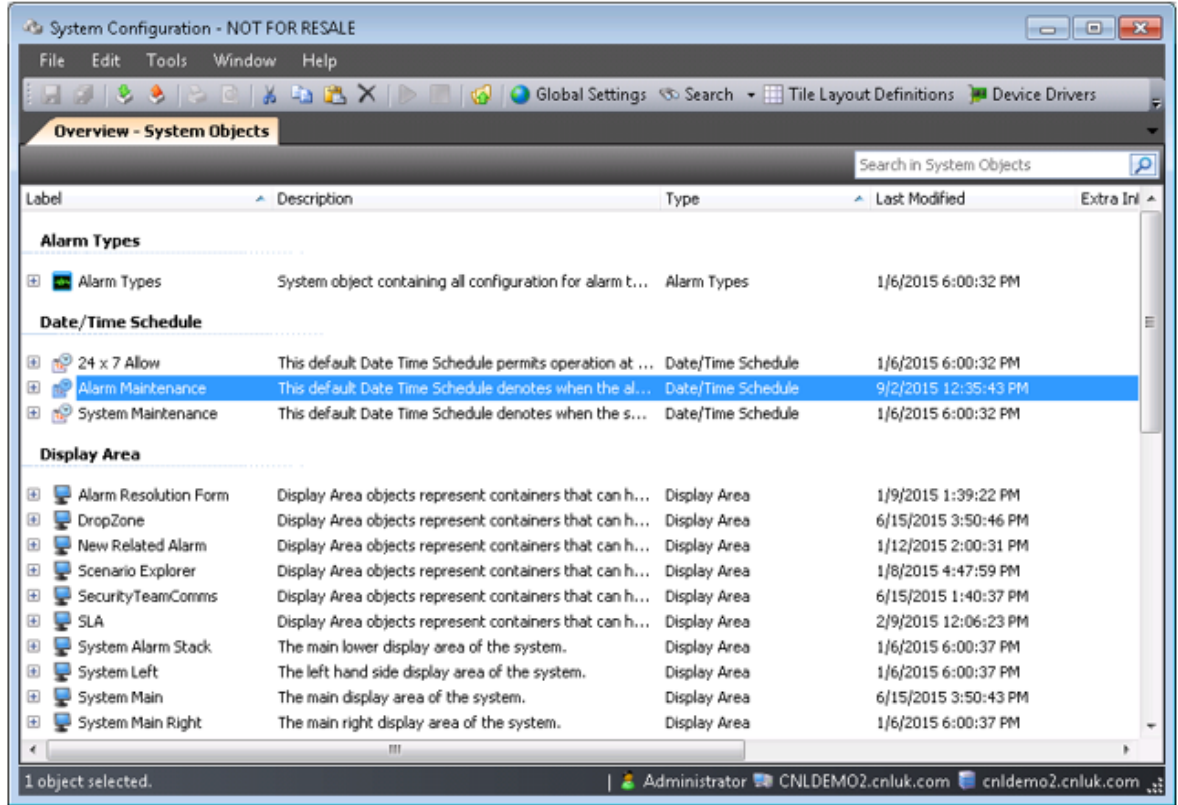 System Configuration - NOT FOR RESALE
File Edit Tools Window Help
Global Settings Search Tile Layout Definitions Device Drivers
Overview - System Objects
Search in System Objects
Label Description Type Last Modified Extra Inf
Alarm Types
Alarm Types System object containing all configuration for alarm t... Alarm Types 1/6/2015 6:00:32 PM
Date/Time Schedule
24 x 7 Allow This default Date Time Schedule permits operation at ... Date/Time Schedule 1/6/2015 6:00:32 PM
Alarm Maintenance This default Date Time Schedule denotes when the al... Date/Time Schedule 9/2/2015 12:35:43 PM
System Maintenance This default Date Time Schedule denotes when the s... Date/Time Schedule 1/6/2015 6:00:32 PM
Display Area
Alarm Resolution Form Display Area objects represent containers that can h... Display Area 1/9/2015 1:39:22 PM
DropZone Display Area objects represent containers that can h... Display Area 6/15/2015 3:50:46 PM
New Related Alarm Display Area objects represent containers that can h... Display Area 1/12/2015 2:00:31 PM
Scenario Explorer Display Area objects represent containers that can h... Display Area 1/8/2015 4:47:59 PM
SecurityTeamComms Display Area objects represent containers that can h... Display Area 6/15/2015 1:40:37 PM
SLA Display Area objects represent containers that can h... Display Area 2/9/2015 12:06:23 PM
System Alarm Stack The main lower display area of the system. Display Area 1/6/2015 6:00:37 PM
System Left The left hand side display area of the system. Display Area 1/6/2015 6:00:37 PM
System Main The main display area of the system. Display Area 6/15/2015 3:50:43 PM
System Main Right The main right display area of the system. Display Area 1/6/2015 6:00:37 PM
1 object selected. | Administrator CNLDEMO2.cnluk.com cnldemo2.cnluk.com